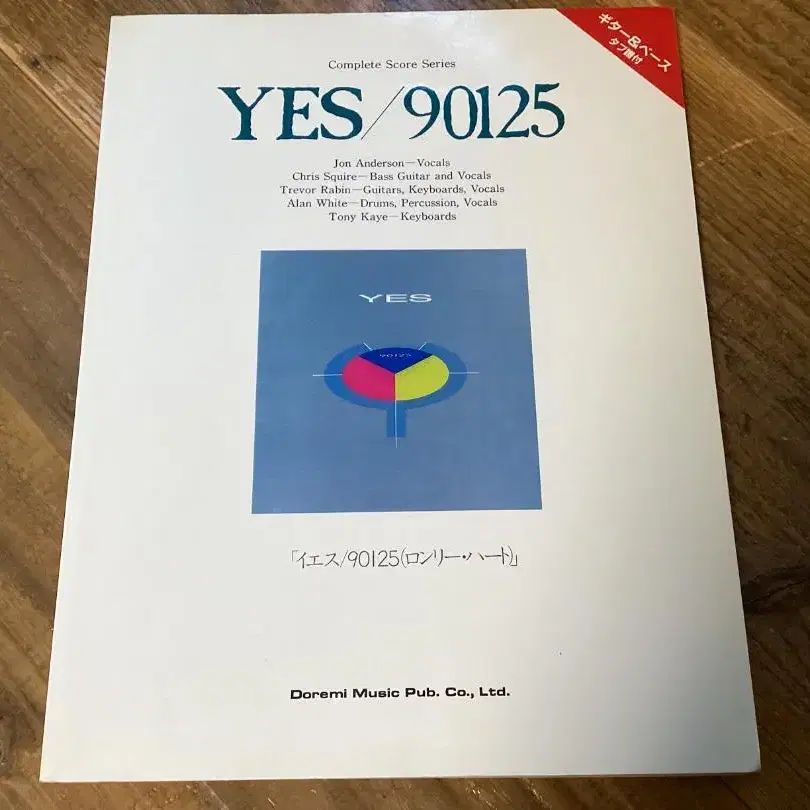 Complete Score Series
ギター&ベース
タブ譜付
YES/90125
Jon Anderson—Vocals
Chris Squire—Bass Guitar and Vocals
Trevor Rabin—Guitars, Keyboards, Vocals
Alan White—Drums, Percussion, Vocals
Tony Kaye—Keyboards
YES
90125
「イエス/90125(ロンリー・ハート)」
Doremi Music Pub. Co., Ltd.